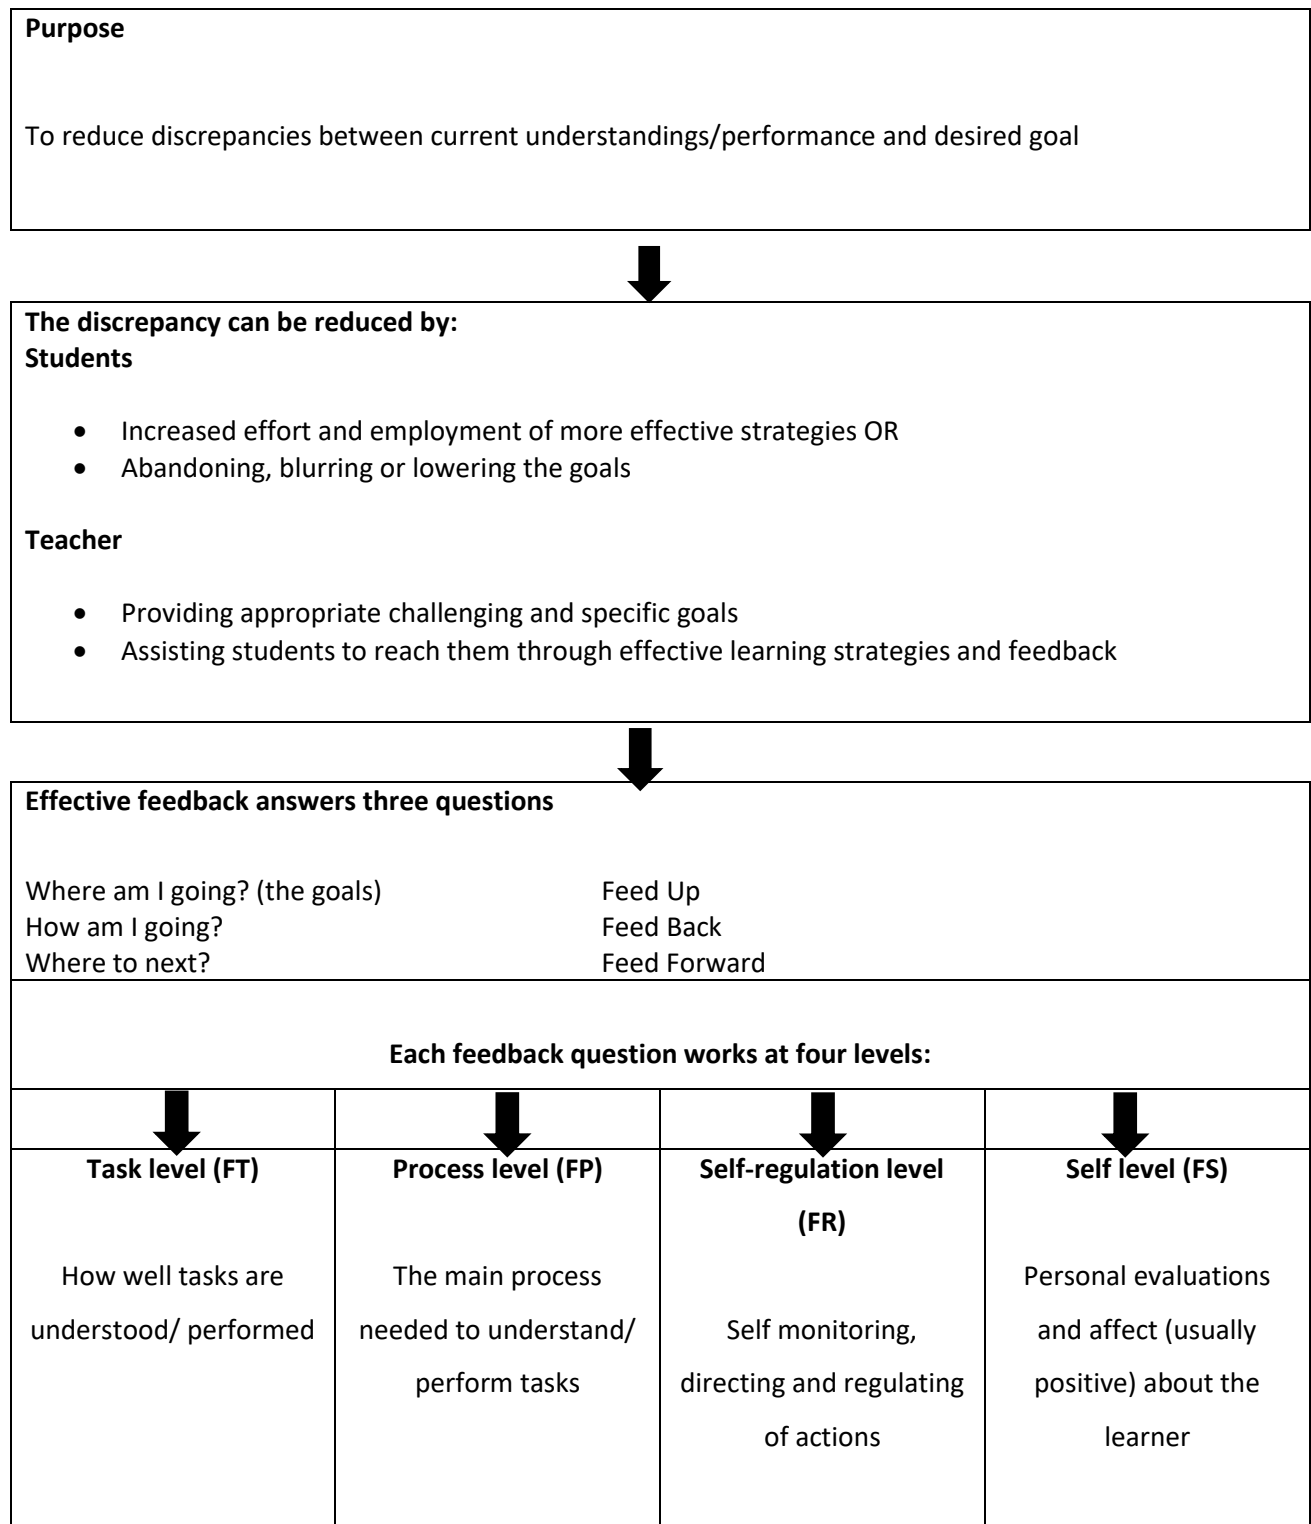 Purpose
To reduce discrepancies between current understandings/performance and desired goal
The discrepancy can be reduced by:
Students
• Increased effort and employment of more effective strategies OR
• Abandoning, blurring or lowering the goals
Teacher
• Providing appropriate challenging and specific goals
• Assisting students to reach them through effective learning strategies and feedback
Effective feedback answers three questions
Where am I going? (the goals) Feed Up
How am I going? Feed Back
Where to next? Feed Forward
Each feedback question works at four levels:
Task level (FT)
How well tasks are
understood/ performed
Process level (FP)
The main process
needed to understand/
perform tasks
Self-regulation level
(FR)
Self monitoring,
directing and regulating
of actions
Self level (FS)
Personal evaluations
and affect (usually
positive) about the
learner